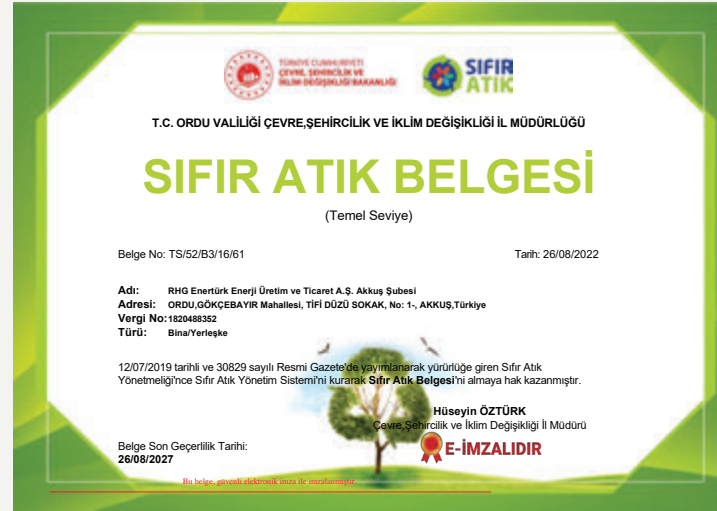 TÜRKİYE CUMHURİYETİ
ÇEVRE, ŞEHİRCİLİK VE
İKLİM DEĞİŞİKLİĞİ BAKANLIĞI
SIFIR
ATIK
T.C. ORDU VALİLİĞİ ÇEVRE,ŞEHİRCİLİK VE İKLİM DEĞİŞİKLİĞİ İL MÜDÜRLÜĞÜ
SIFIR ATIK BELGESİ
(Temel Seviye)
Belge No: TS/52/B3/16/61
Tarih: 26/08/2022
Adı: RHG Enertürk Enerji Üretim ve Ticaret A.Ş. Akkuş Şubesi
Adresi: ORDU,GÖKÇEBAYIR Mahallesi, TİFİ DÜZÜ SOKAK, No: 1-, AKKUŞ,Türkiye
Vergi No:1820488352
Türü: Bina/Yerleşke
12/07/2019 tarihli ve 30829 sayılı Resmi Gazete'de yayımlanarak yürürlüğe giren Sıfır Atık
Yönetmeliği'nce Sıfır Atık Yönetim Sistemi'ni kurarak Sıfır Atık Belgesi'ni almaya hak kazanmıştır.
Hüseyin ÖZTÜRK
Çevre,Şehircilik ve İklim Değişikliği İl Müdürü
E-İMZALIDIR
Belge Son Geçerlilik Tarihi:
26/08/2027
Bu belge, güvenli elektronik imza ile imzalanmıştır.